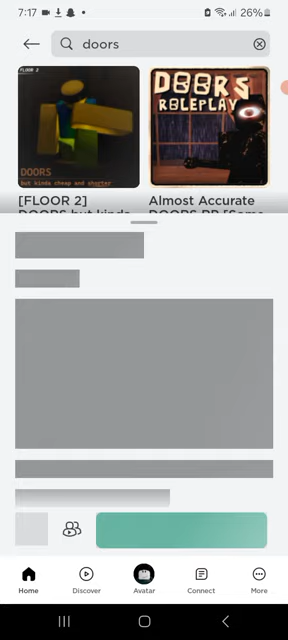 7:17
26%
doors
FLOOR 2
DOORS
but kinda cheap and shorter
DOORS
ROLEPLAY
[FLOOR 2]
DOORS but kinda
Almost Accurate
DOORS RP [Some
Home
Discover
Avatar
Connect
More